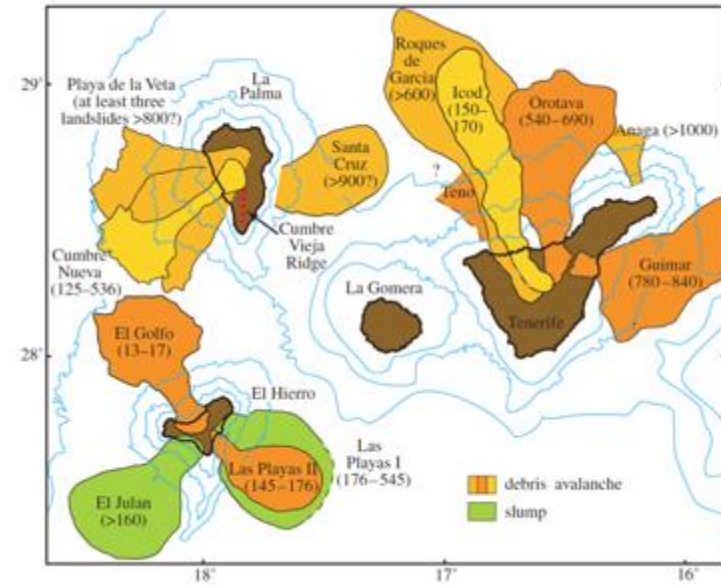 29°
28°
18°
17°
16°
Playa de la Veta
(at least three
landslides >800?)
La
Palma
Santa
Cruz
(>900?)
Cumbre
Vieja
Ridge
Cumbre
Nueva
(125–536)
El Golfo
(13–17)
El Hierro
Las Playas II
(145–176)
Las
Playas I
(176–545)
El Julan
(>160)
La Gomera
Roques
de
Garcia
(>600)
Icod
(150–
170)
Orotava
(540–690)
Anaga (>1000)
?
Teno
Guimar
(780–840)
Tenerife
debris avalanche
slump